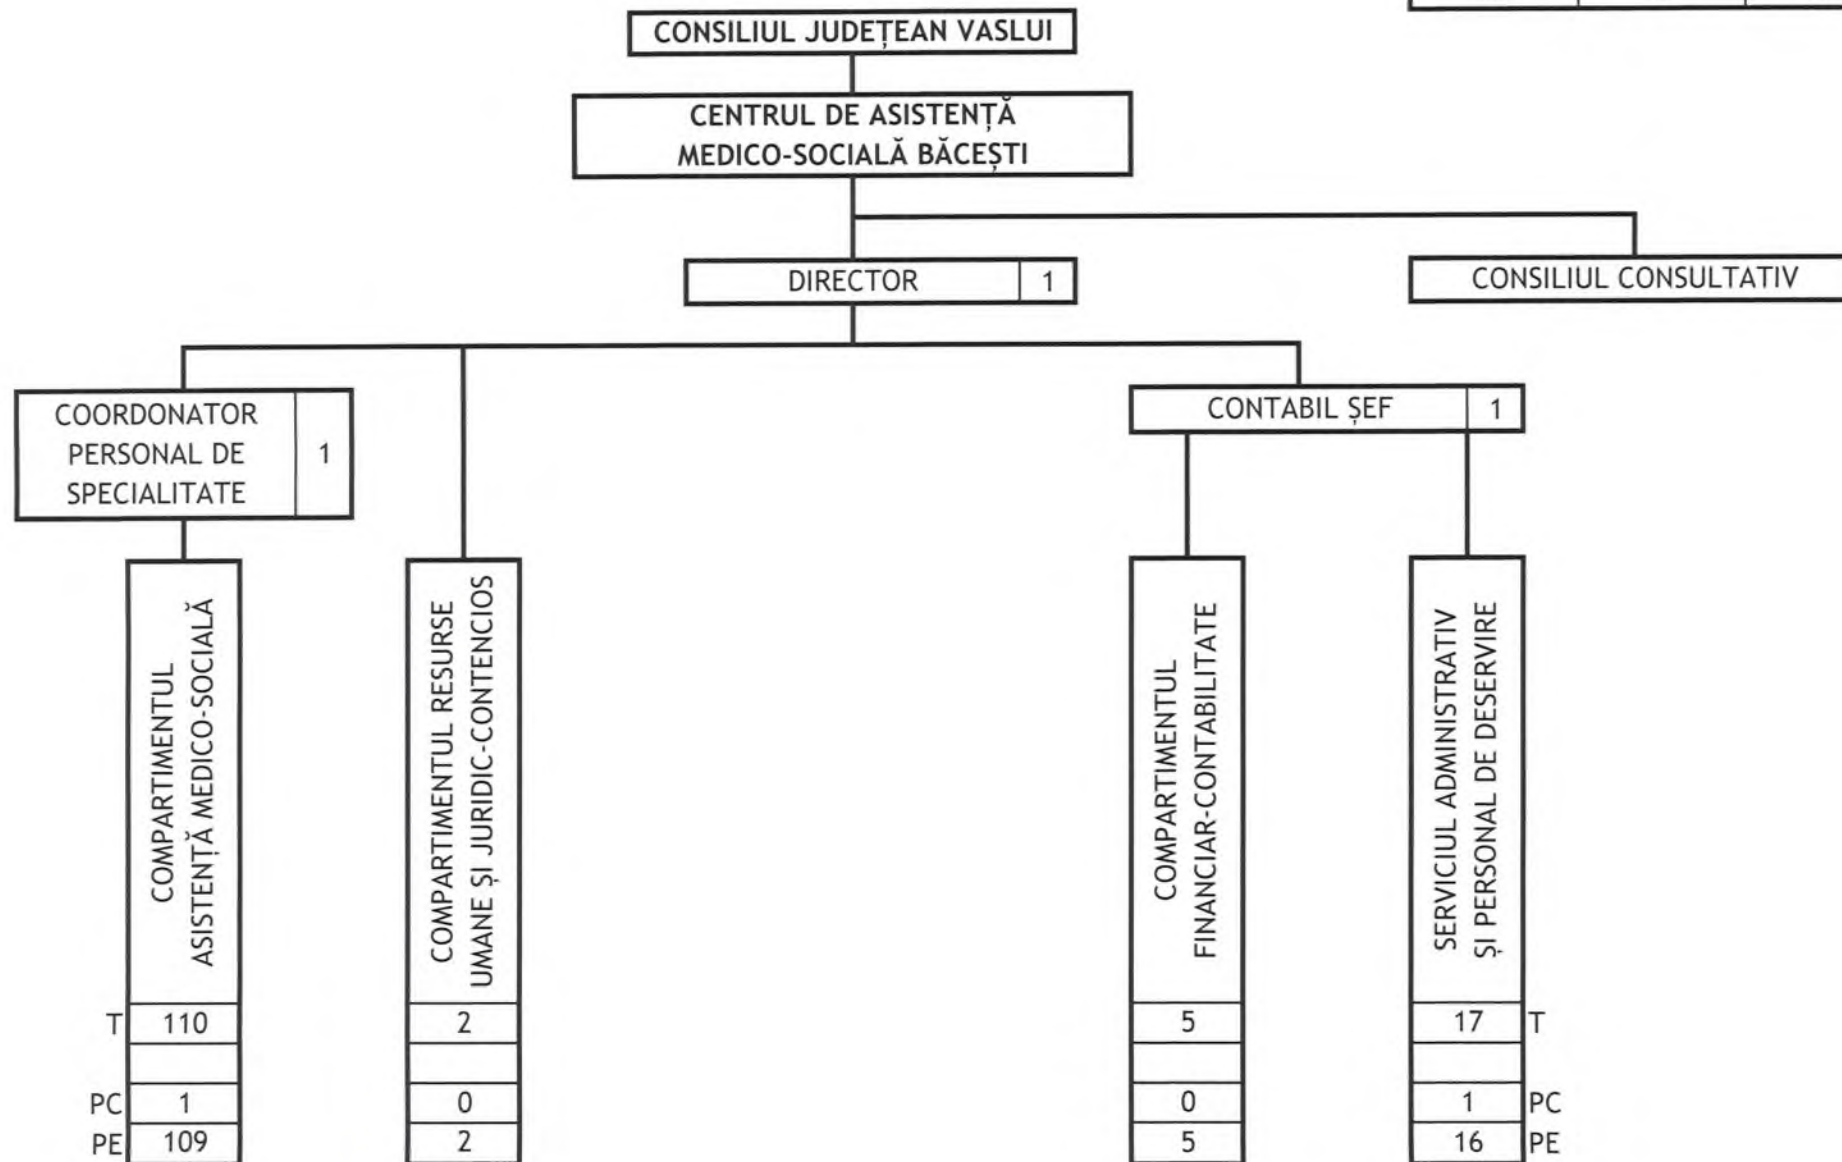 CONSILIUL JUDEȚEAN VASLUI
CENTRUL DE ASISTENȚĂ
MEDICO-SOCIALĂ BĂCEȘTI
DIRECTOR 1
CONSILIUL CONSULTATIV
COORDONATOR
PERSONAL DE
SPECIALITATE
1
CONTABIL ȘEF 1
COMPARTIMENTUL
ASISTENȚĂ MEDICO-SOCIALĂ
COMPARTIMENTUL RESURSE
UMANE ȘI JURIDIC-CONTENCIOS
COMPARTIMENTUL
FINANCIAR-CONTABILITATE
SERVICIUL ADMINISTRATIV
ȘI PERSONAL DE DESERVIRE
T 110 2 5 17 T
PC 1 0 0 1 PC
PE 109 2 5 16 PE